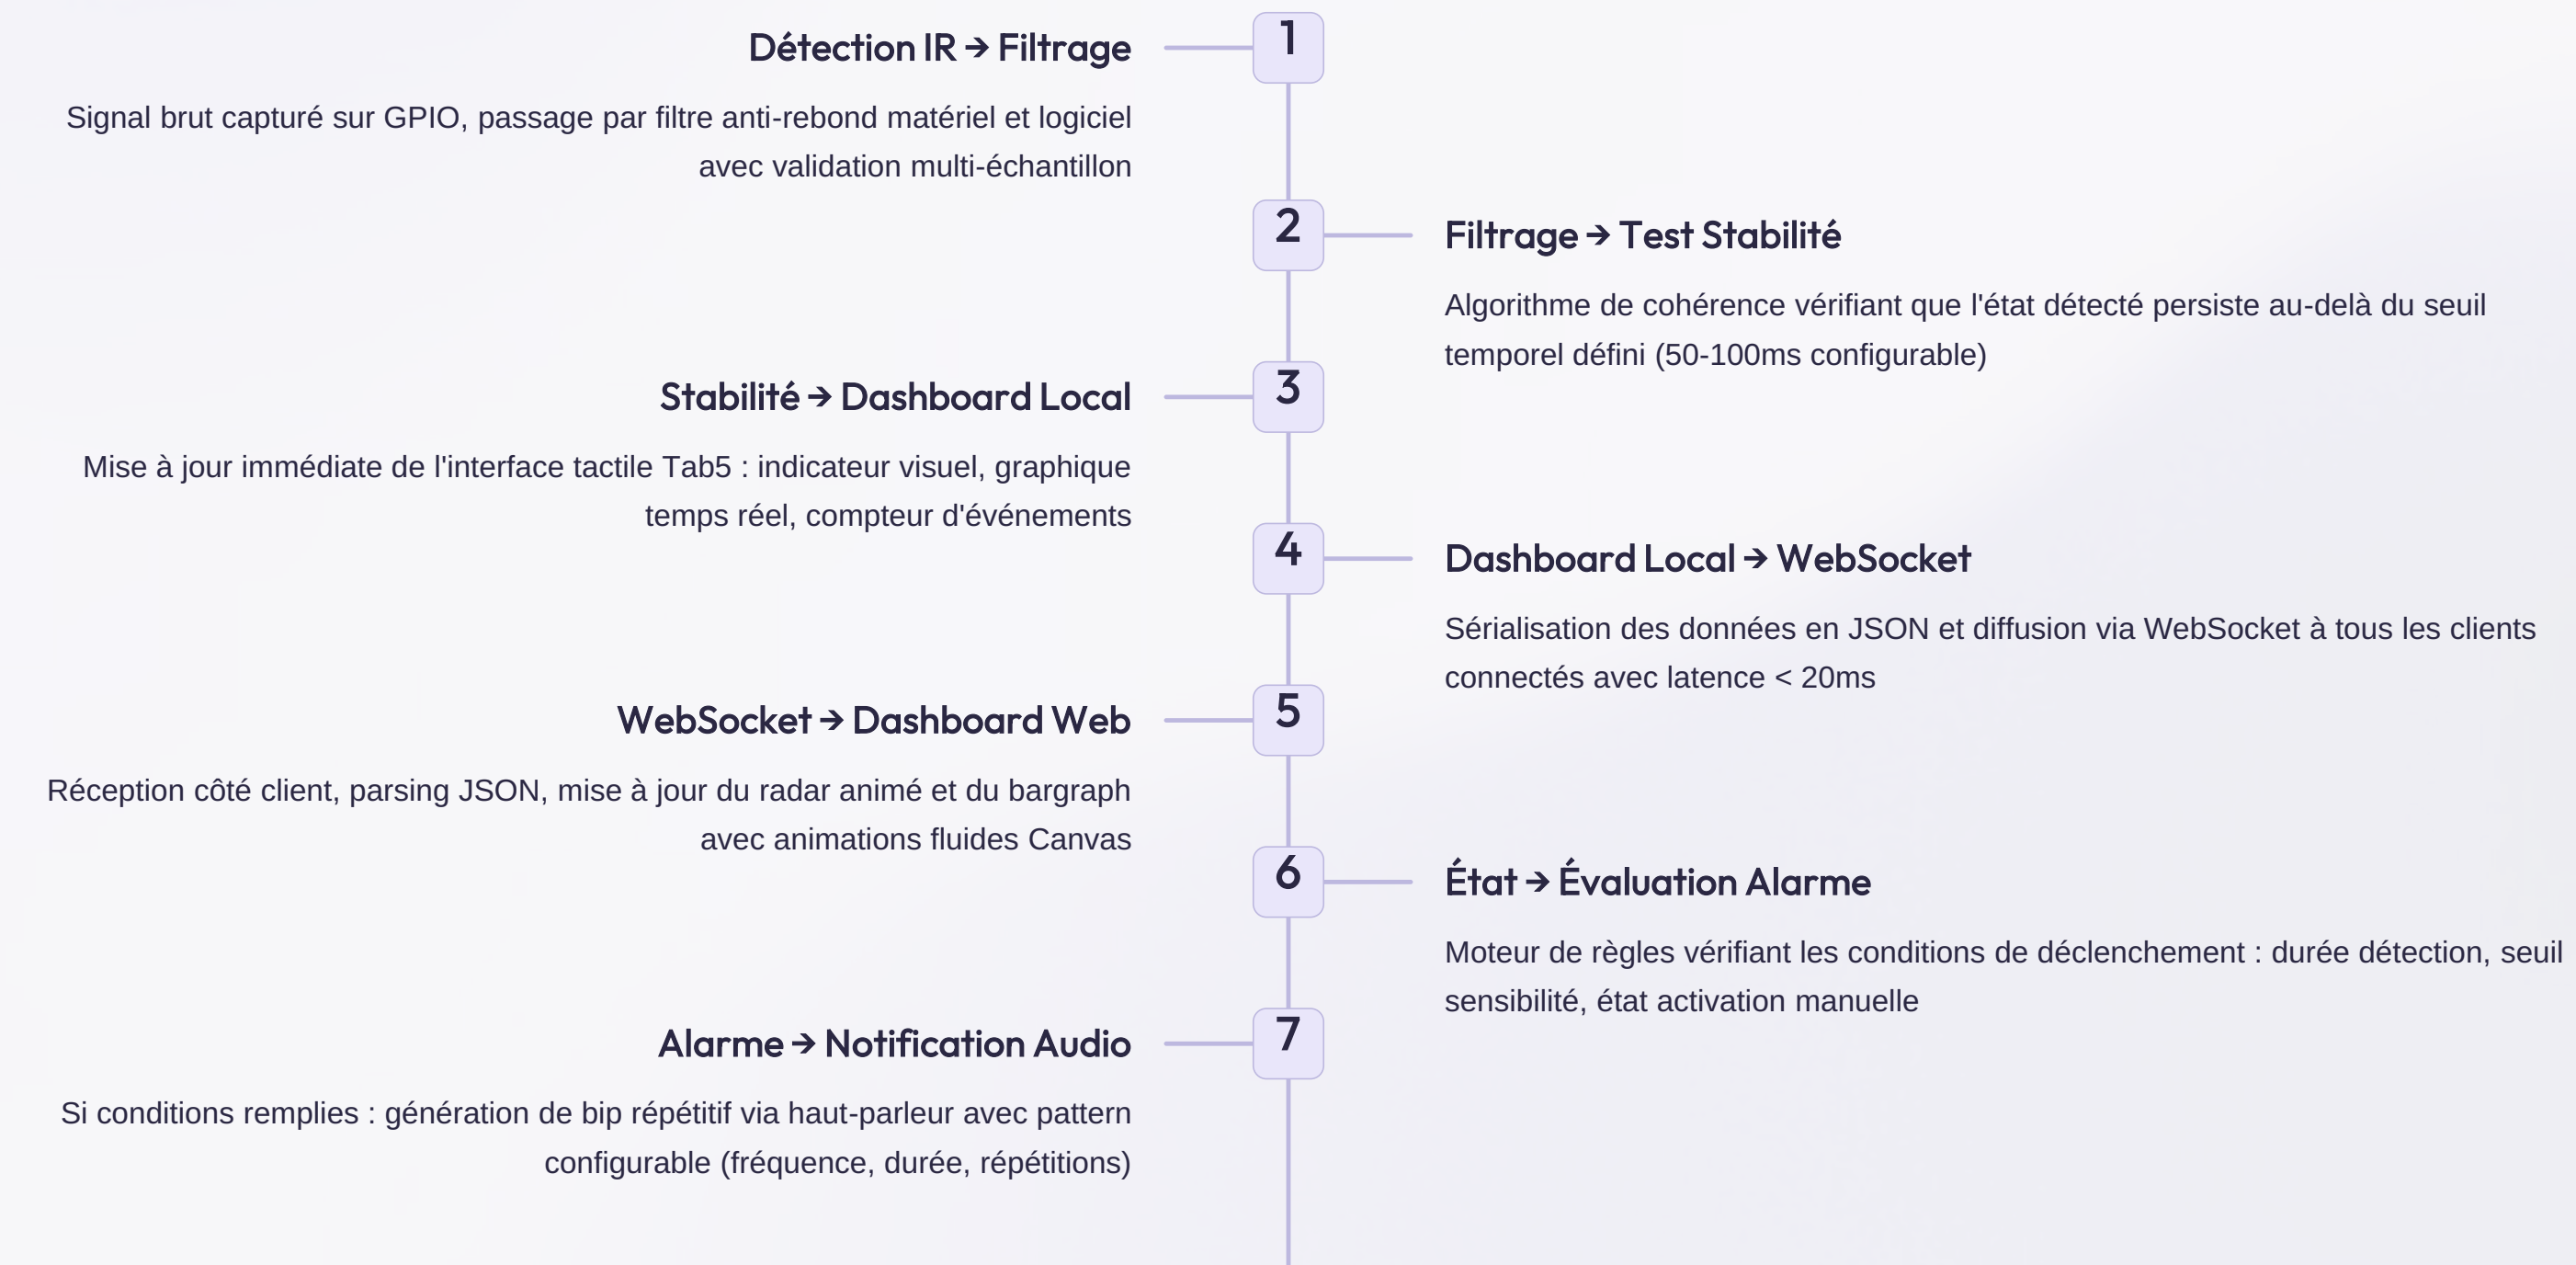 1
Détection IR → Filtrage
Signal brut capturé sur GPIO, passage par filtre anti-rebond matériel et logiciel
avec validation multi-échantillon
2
Filtrage → Test Stabilité
Algorithme de cohérence vérifiant que l'état détecté persiste au-delà du seuil
temporel défini (50-100ms configurable)
3
Stabilité → Dashboard Local
Mise à jour immédiate de l'interface tactile Tab5 : indicateur visuel, graphique
temps réel, compteur d'événements
4
Dashboard Local → WebSocket
Sérialisation des données en JSON et diffusion via WebSocket à tous les clients
connectés avec latence < 20ms
5
WebSocket → Dashboard Web
Réception côté client, parsing JSON, mise à jour du radar animé et du bargraph
avec animations fluides Canvas
6
État → Évaluation Alarme
Moteur de règles vérifiant les conditions de déclenchement : durée détection, seuil
sensibilité, état activation manuelle
7
Alarme → Notification Audio
Si conditions remplies : génération de bip répétitif via haut-parleur avec pattern
configurable (fréquence, durée, répétitions)